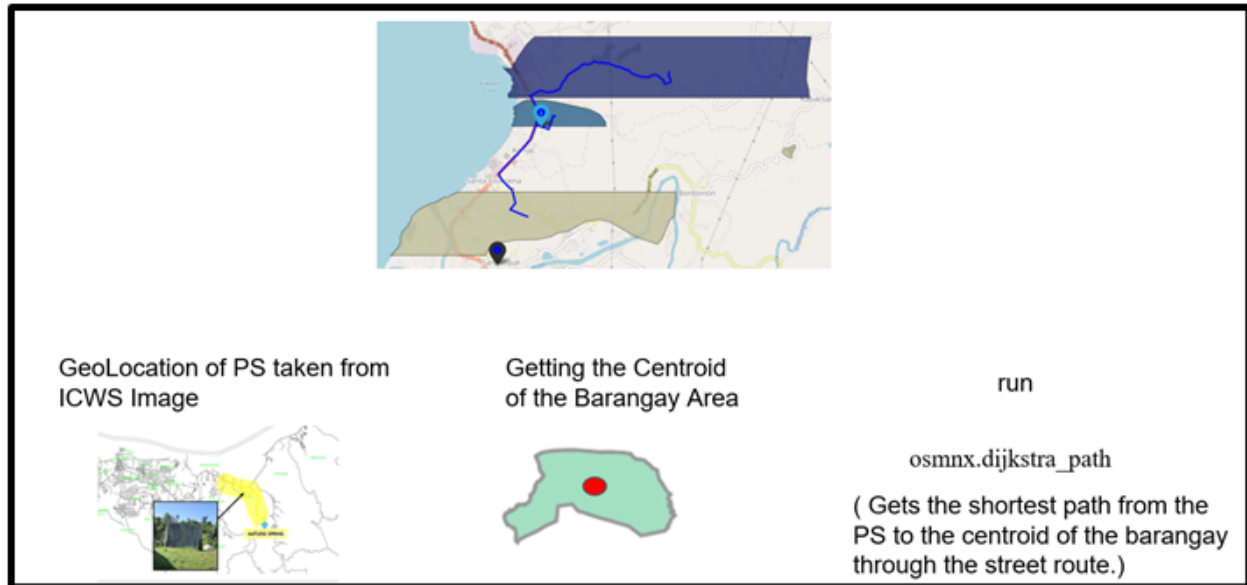 GeoLocation of PS taken from
ICWS Image
Getting the Centroid
of the Barangay Area
run
osmnx.dijkstra_path
( Gets the shortest path from the
PS to the centroid of the barangay
through the street route.)